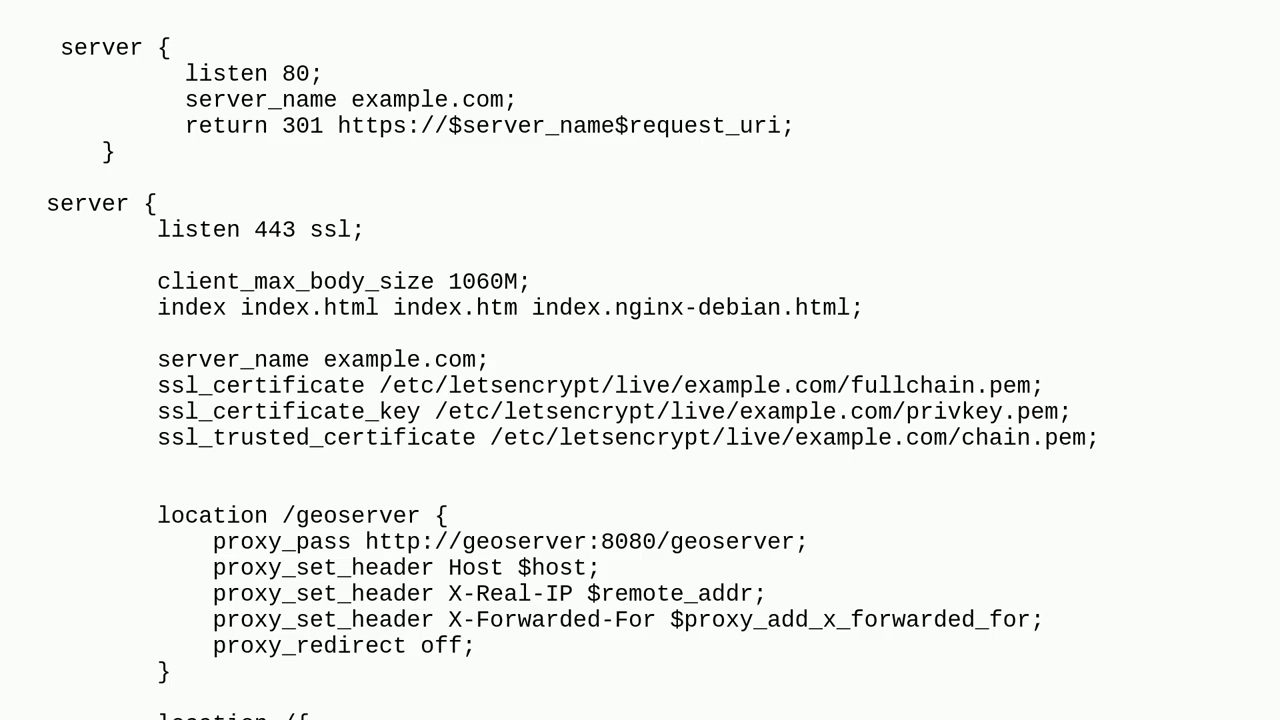 server {
listen 80;
server_name example.com;
return 301 https://$server_name$request_uri;
}
server {
listen 443 ssl;
client_max_body_size 1060M;
index index.html index.htm index.nginx-debian.html;
server_name example.com;
ssl_certificate /etc/letsencrypt/live/example.com/fullchain.pem;
ssl_certificate_key /etc/letsencrypt/live/example.com/privkey.pem;
ssl_trusted_certificate /etc/letsencrypt/live/example.com/chain.pem;
location /geoserver {
proxy_pass http://geoserver:8080/geoserver;
proxy_set_header Host $host;
proxy_set_header X-Real-IP $remote_addr;
proxy_set_header X-Forwarded-For $proxy_add_x_forwarded_for;
proxy_redirect off;
}
location /{